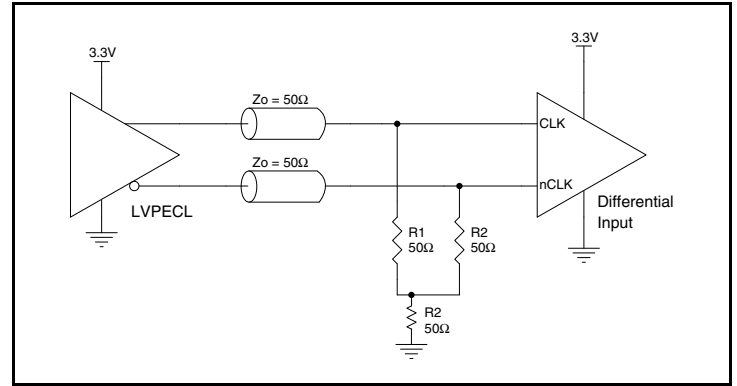 3.3V
3.3V
Zo = 50Ω
CLK
Zo = 50Ω
nCLK
LVPECL
Differential
Input
R1
50Ω
R2
50Ω
R2
50Ω